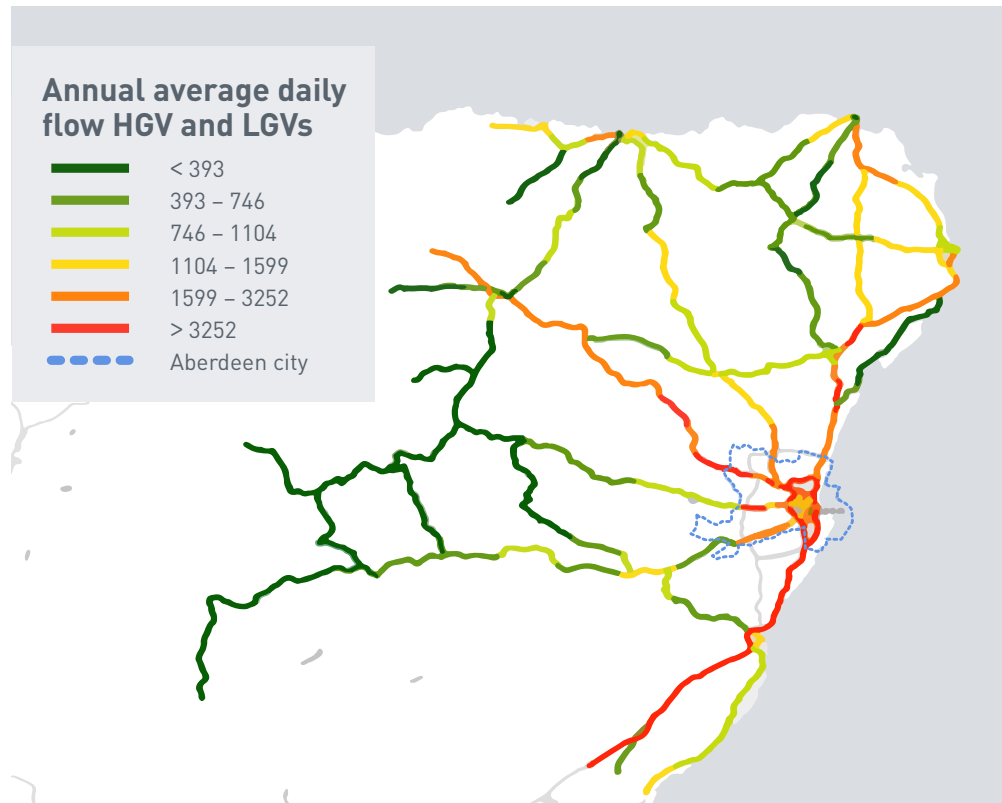 Annual average daily
flow HGV and LGVs
< 393
393 – 746
746 – 1104
1104 – 1599
1599 – 3252
> 3252
Aberdeen city